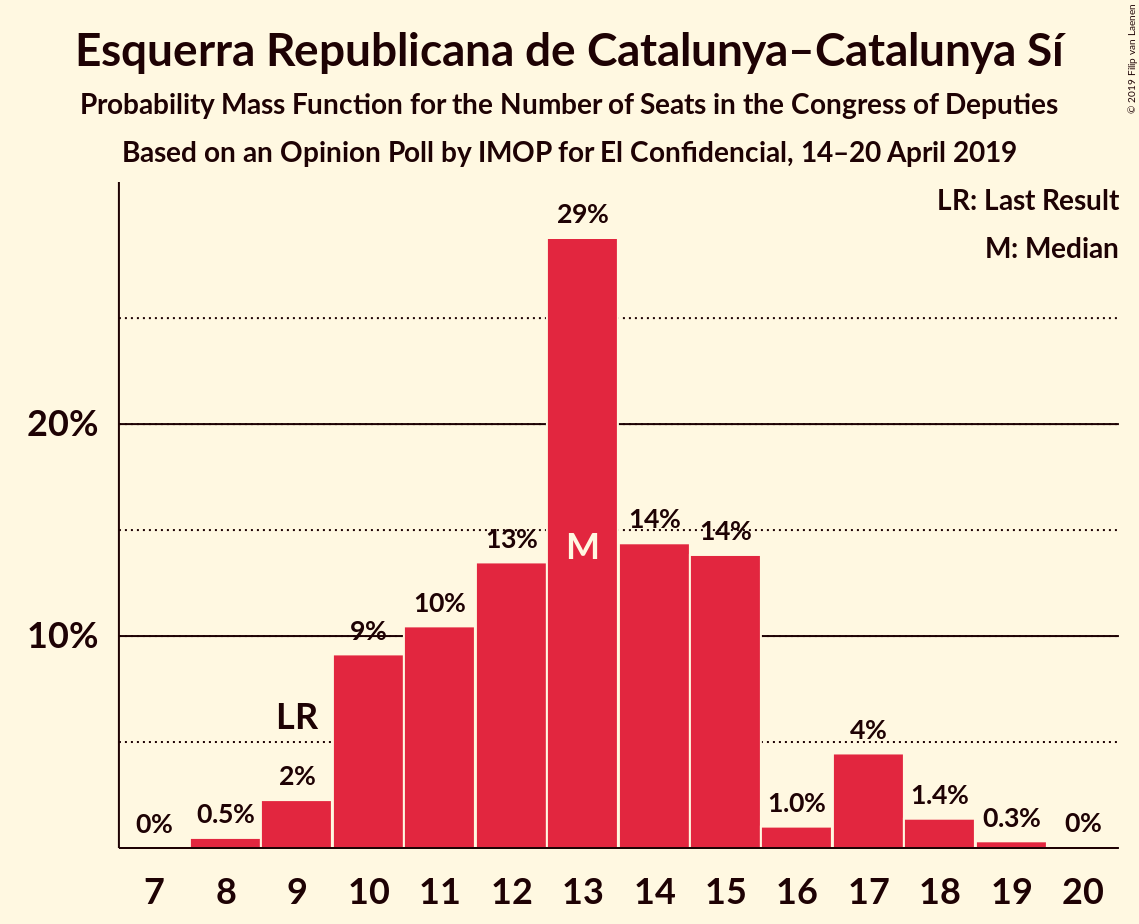 Esquerra Republicana de Catalunya–Catalunya Sí
Probability Mass Function for the Number of Seats in the Congress of Deputies
Based on an Opinion Poll by IMOP for El Confidencial, 14–20 April 2019
© 2019 Filip van Laenen
LR: Last Result
M: Median
29%
20%
14%
14%
13%
M
10%
10%
9%
LR
4%
2%
1.4%
1.0%
0.5%
0.3%
0%
0%
7 8 9 10 11 12 13 14 15 16 17 18 19 20